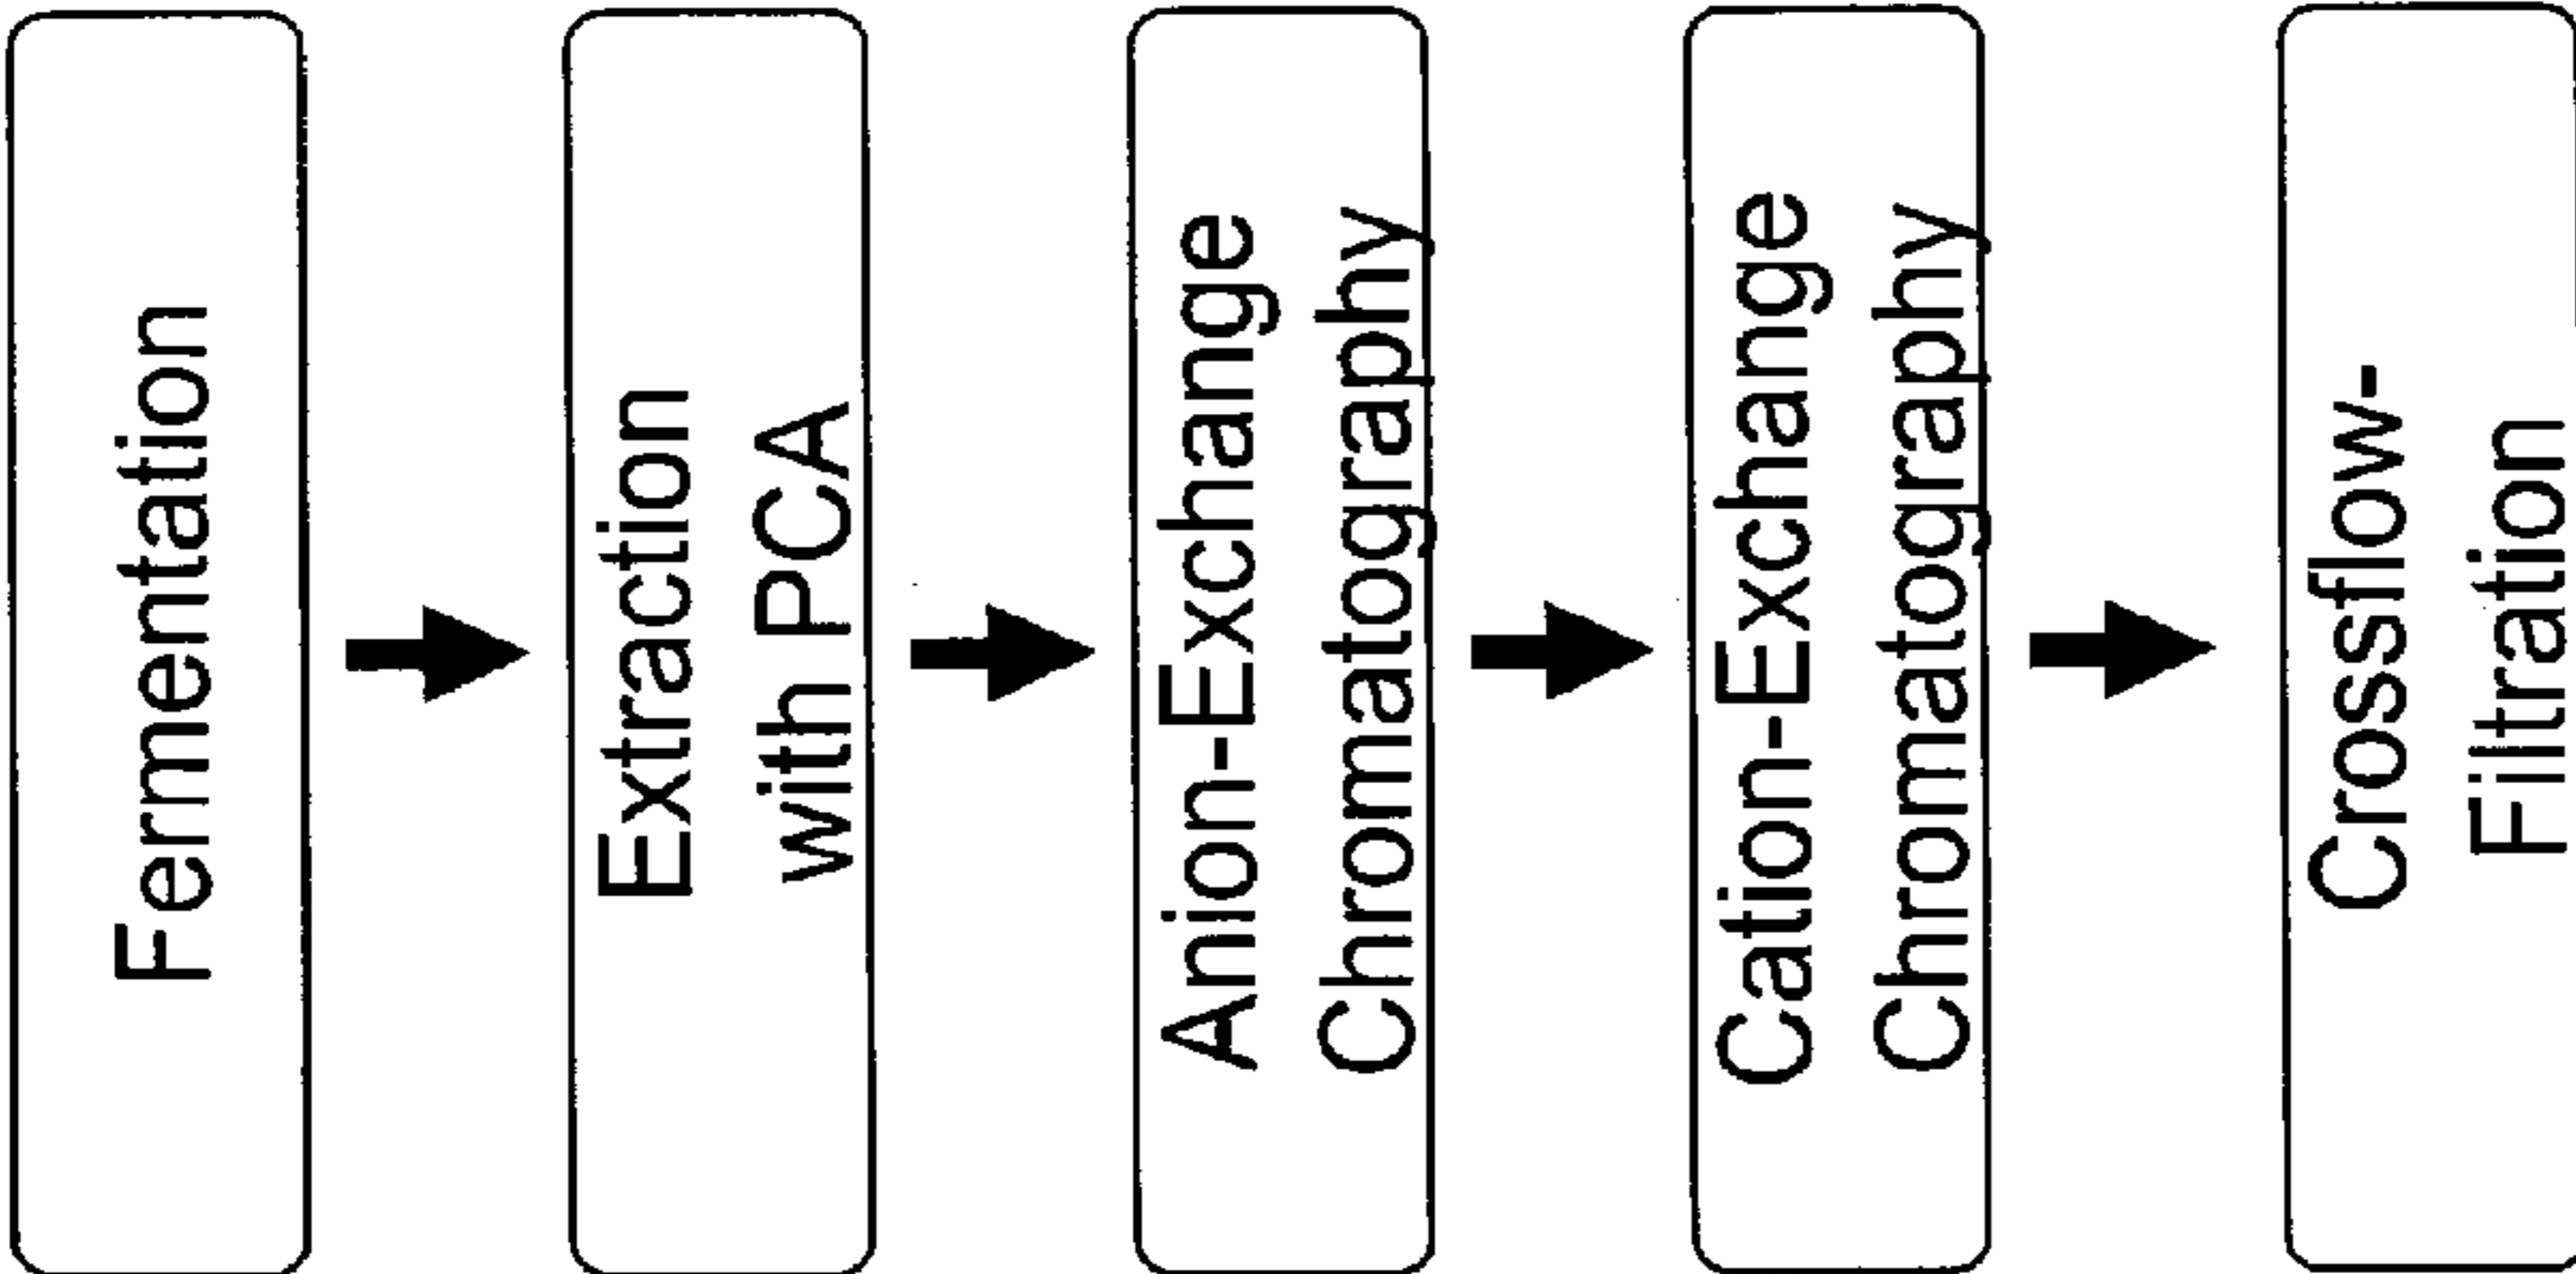 Fermentation
Extraction
with PCA
Anion-Exchange
Chromatography
Cation-Exchange
Chromatography
Crossflow-
Filtration